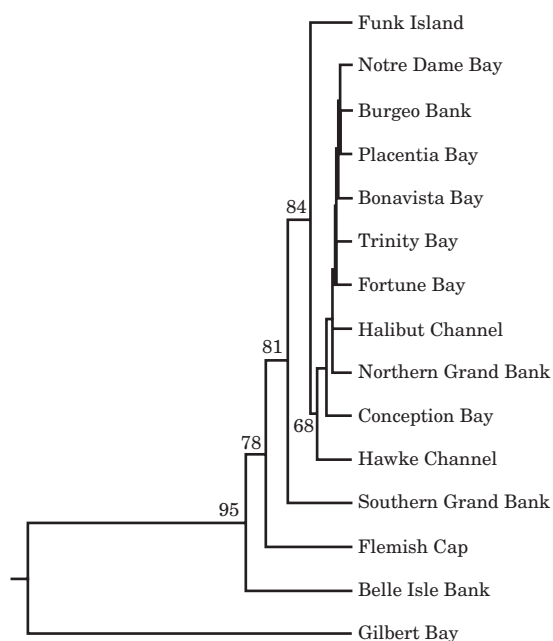 Funk Island
Notre Dame Bay
Burgeo Bank
Placentia Bay
Bonavista Bay
84
Trinity Bay
Fortune Bay
Halibut Channel
81
Northern Grand Bank
Conception Bay
68
78
Hawke Channel
Southern Grand Bank
95
Flemish Cap
Belle Isle Bank
Gilbert Bay